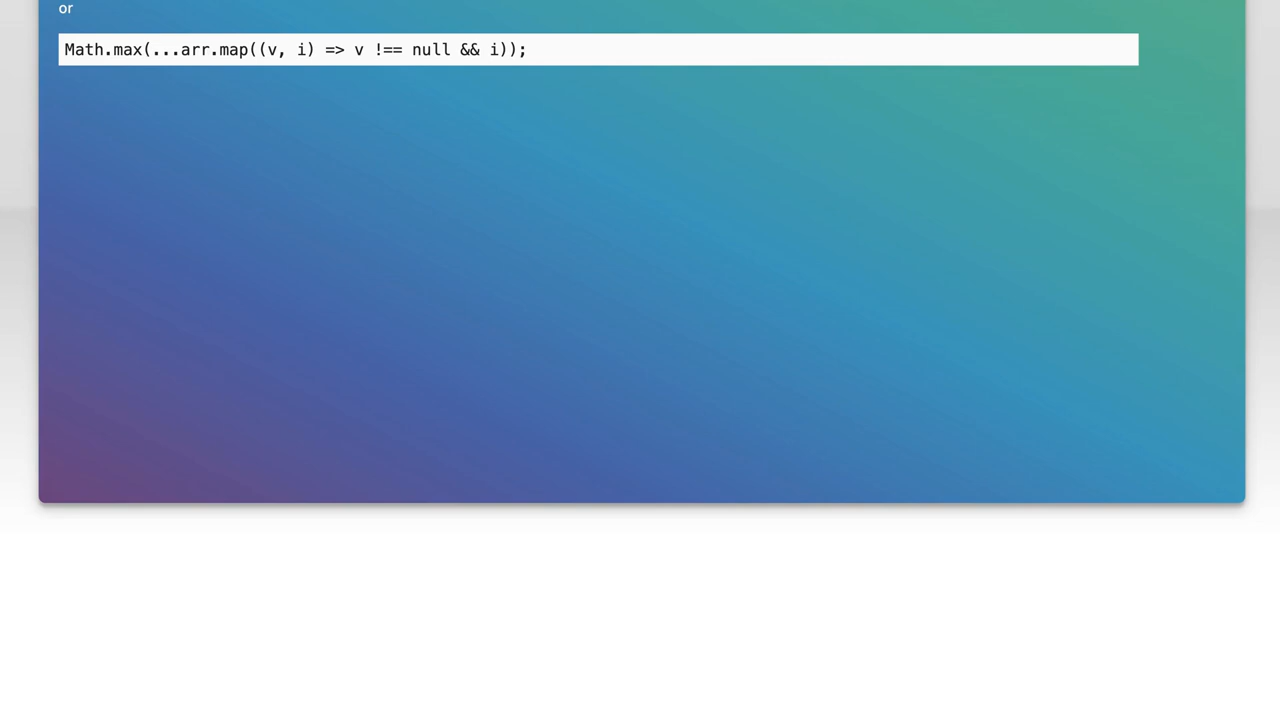 or
Math.max(...arr.map((v, i) => v !== null && i));